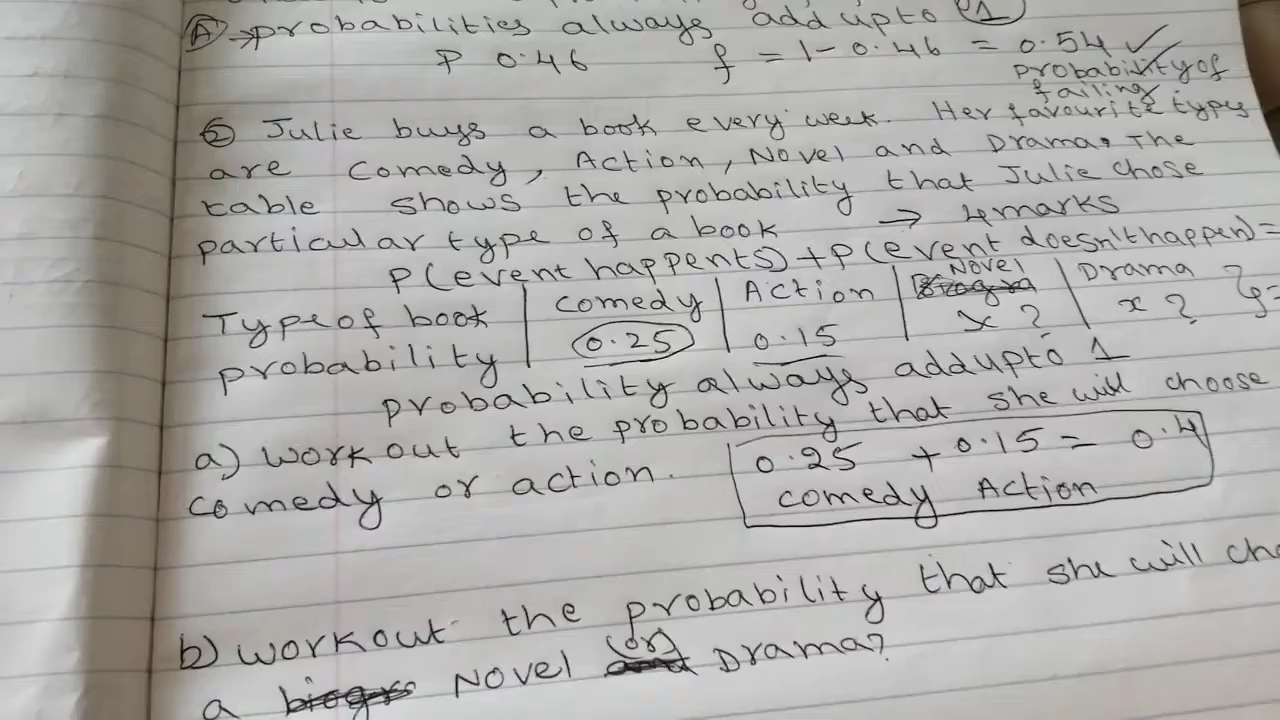 A → probabilities always add upto 1
P 0.46 f = 1 - 0.46 = 0.54 ✓
probability of
failing
5 Julie buys a book every week. Her favourite types
are comedy, Action, Novel and Drama. The
table shows the probability that Julie chose
particular type of a book → 4marks
P(event happents) + P(event doesn't happen) =
Type of book | comedy | Action | Novel | Drama
probability | 0.25 | 0.15 | x ? | x ?
probability always add upto 1
a) workout the probability that she will choose
comedy or action. 0.25 + 0.15 = 0.4
comedy Action
b) workout the probability that she will
a Novel (or) Drama?